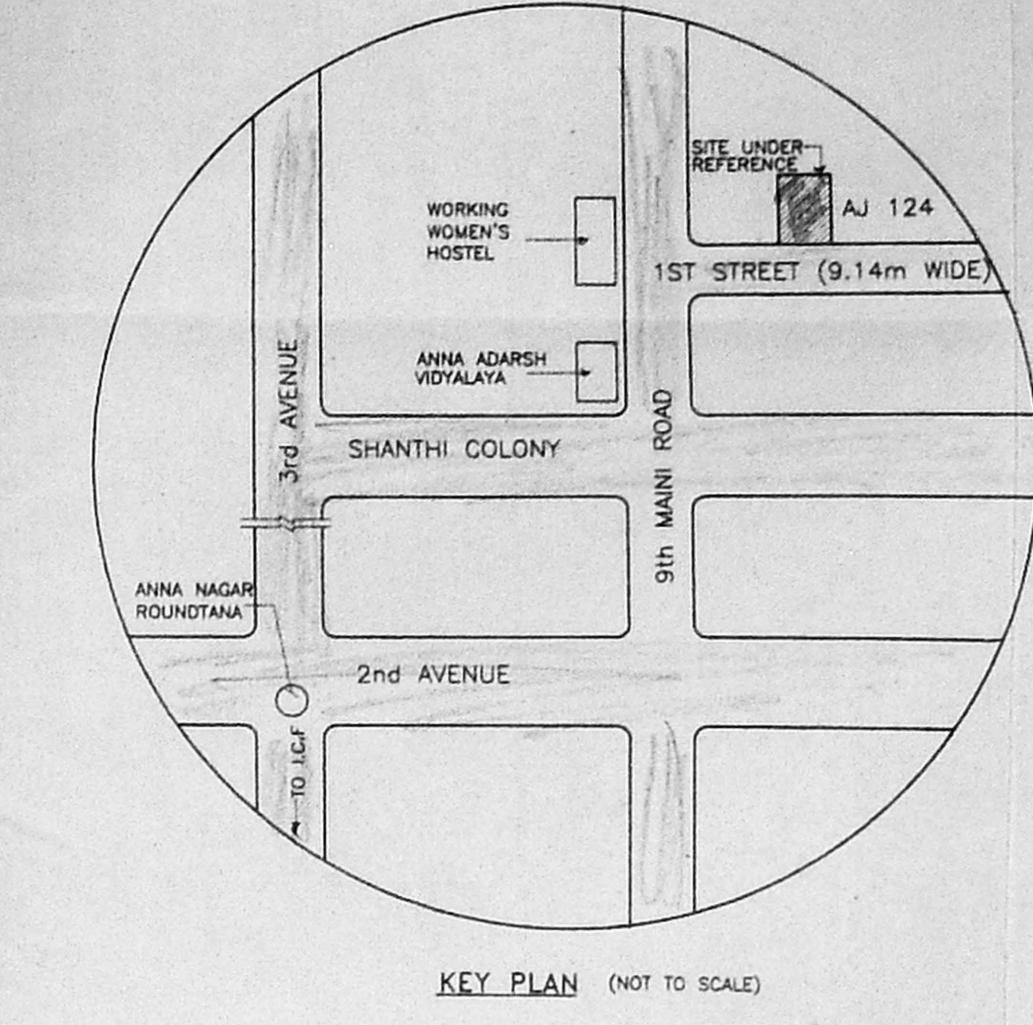 SITE UNDER
REFERENCE
AJ 124
WORKING
WOMEN'S
HOSTEL
1ST STREET (9.14m WIDE)
ANNA ADARSH
VIDYALAYA
3rd AVENUE
SHANTHI COLONY
9th MAINI ROAD
ANNA NAGAR
ROUNDTANA
2nd AVENUE
TO I.C.F
KEY PLAN (NOT TO SCALE)